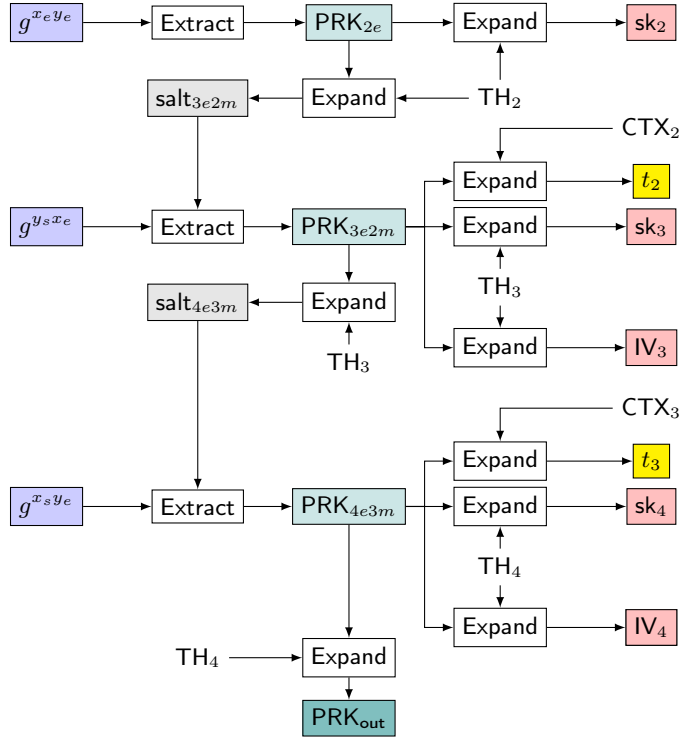 g^{x_e y_e} Extract PRK_{2e} Expand sk_2
salt_{3e2m} Expand TH_2
CTX_2
Expand t_2
g^{y_s x_e} Extract PRK_{3e2m} Expand sk_3
salt_{4e3m} Expand TH_3
TH_3 Expand IV_3
CTX_3
Expand t_3
g^{x_s y_e} Extract PRK_{4e3m} Expand sk_4
TH_4
Expand IV_4
TH_4 Expand
PRK_{out}